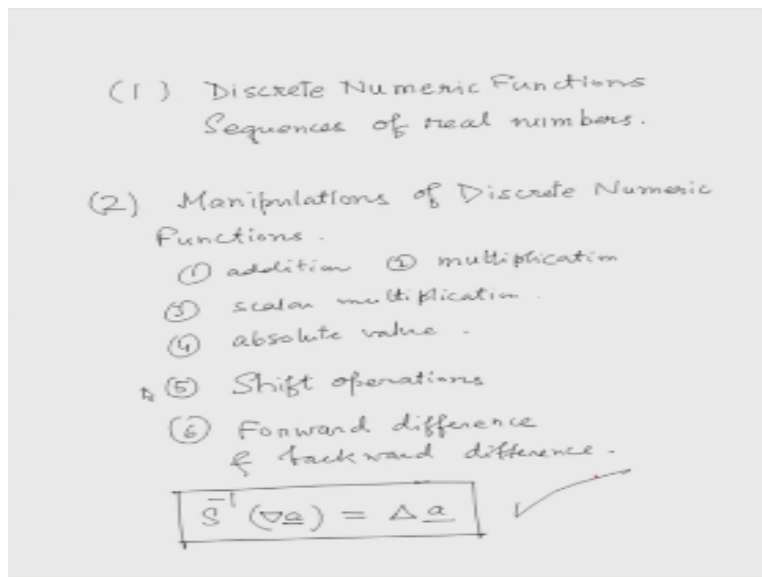 (1) Discrete Numeric Functions
Sequences of real numbers.
(2) Manipulations of Discrete Numeric
Functions.
① addition ② multiplication
③ scalar multiplication.
④ absolute value.
⑤ Shift operations
⑥ Forward difference
& backward difference.
S⁻¹(∇a) = Δa